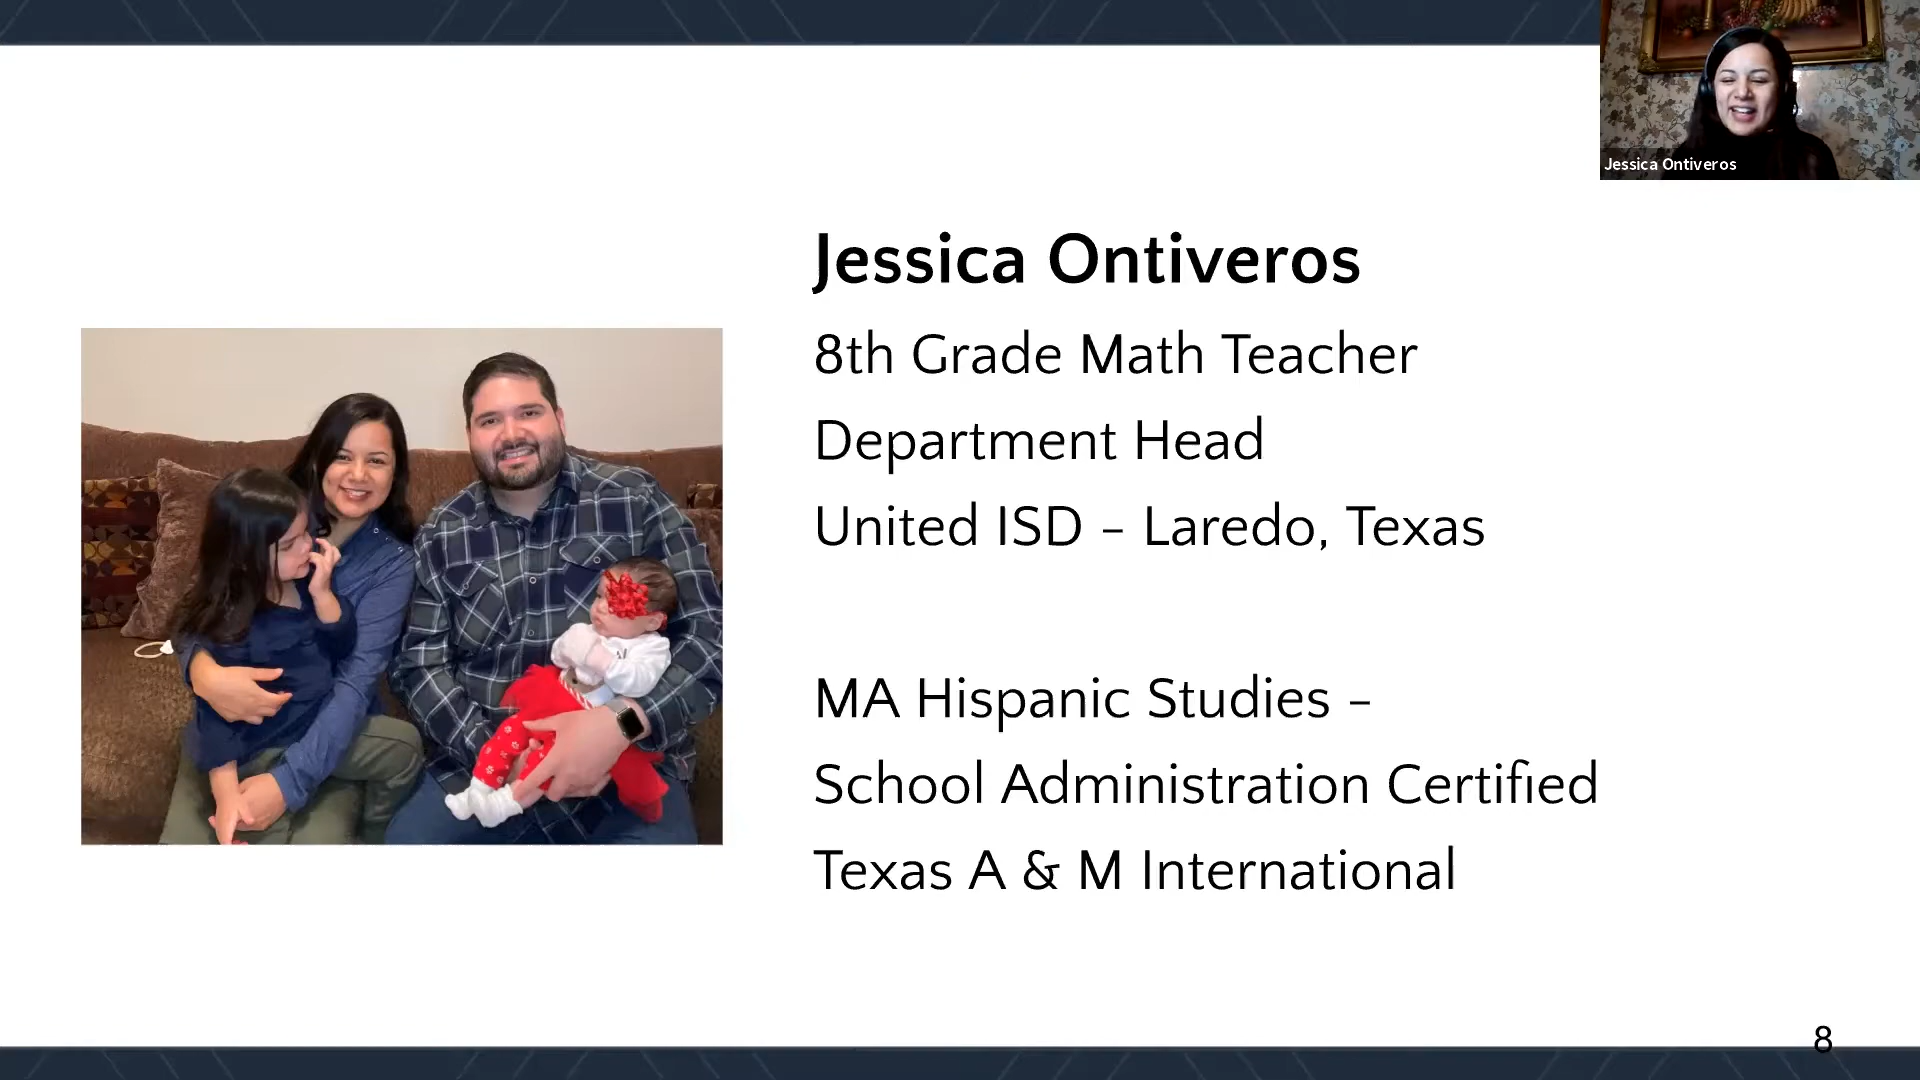 Jessica Ontiveros
Jessica Ontiveros
8th Grade Math Teacher
Department Head
United ISD – Laredo, Texas
MA Hispanic Studies –
School Administration Certified
Texas A & M International
8